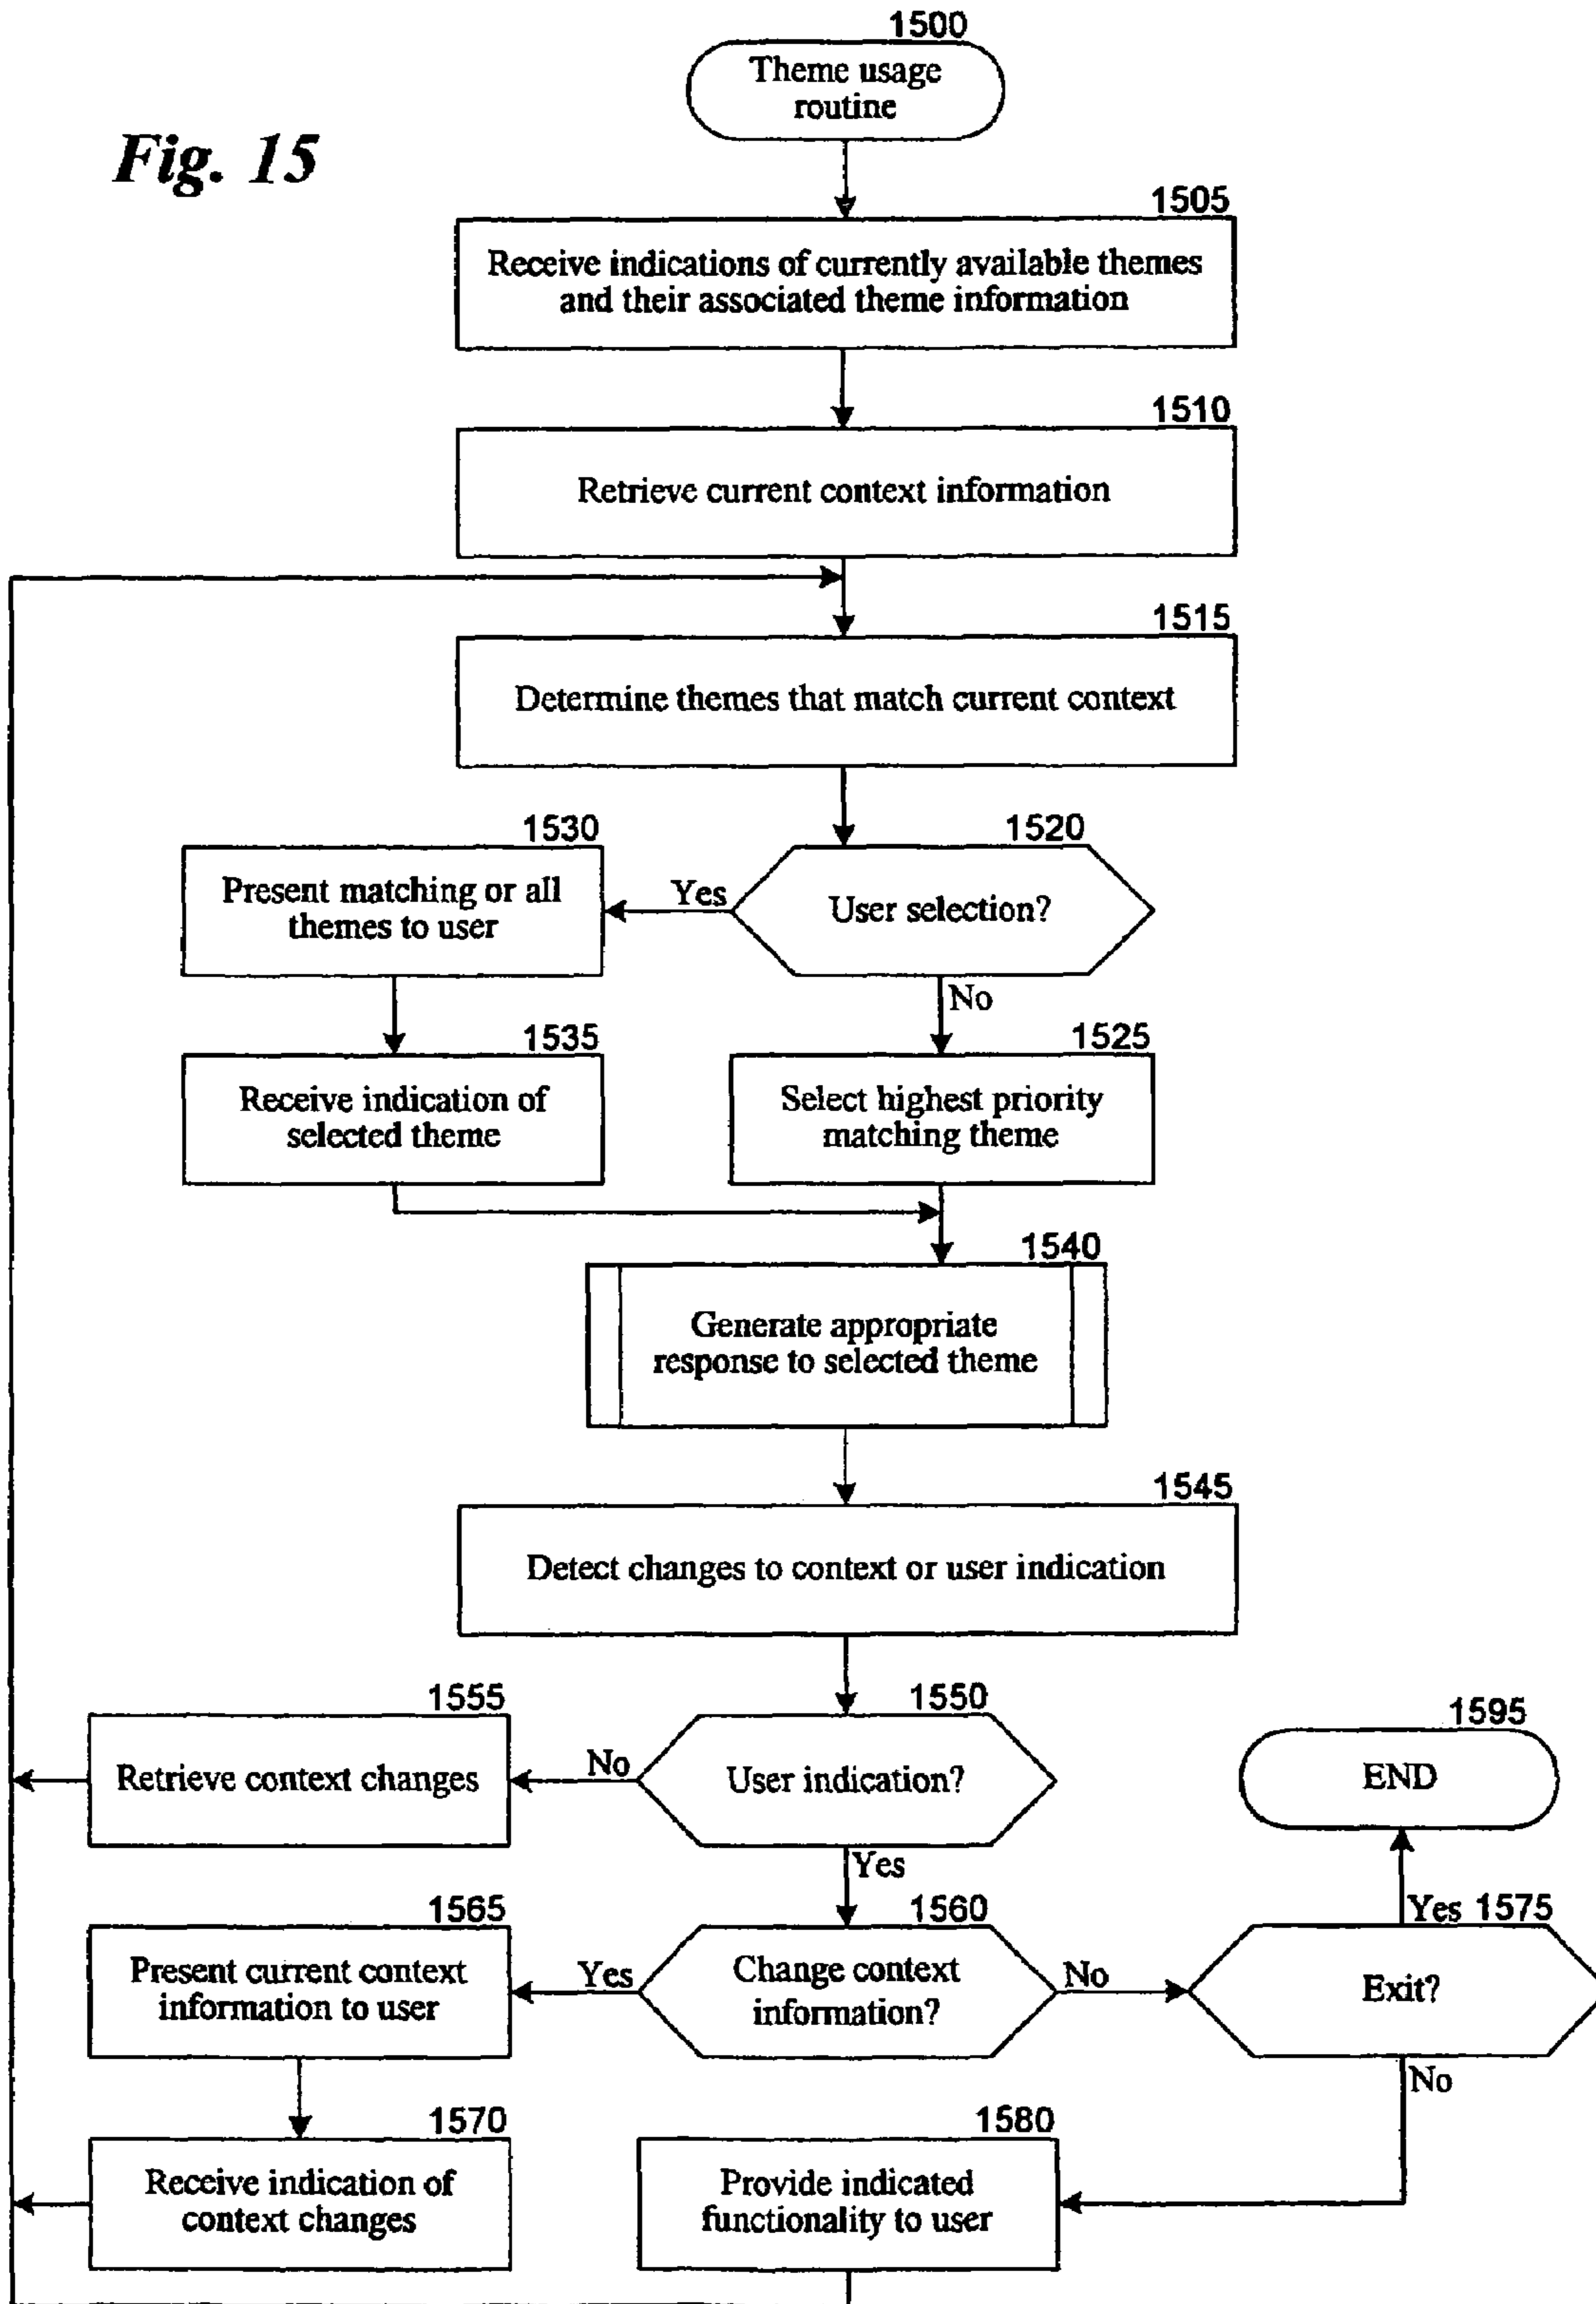 1500
Theme usage
routine
Fig. 15
1505
Receive indications of currently available themes
and their associated theme information
1510
Retrieve current context information
1515
Determine themes that match current context
1530
1520
Present matching or all
themes to user
Yes
User selection?
No
1535
1525
Receive indication of
selected theme
Select highest priority
matching theme
1540
Generate appropriate
response to selected theme
1545
Detect changes to context or user indication
1555
1550
1595
Retrieve context changes
No
User indication?
END
Yes
1565
1560
Yes 1575
Present current context
information to user
Yes
Change context
information?
No
Exit?
No
1570
1580
Receive indication of
context changes
Provide indicated
functionality to user